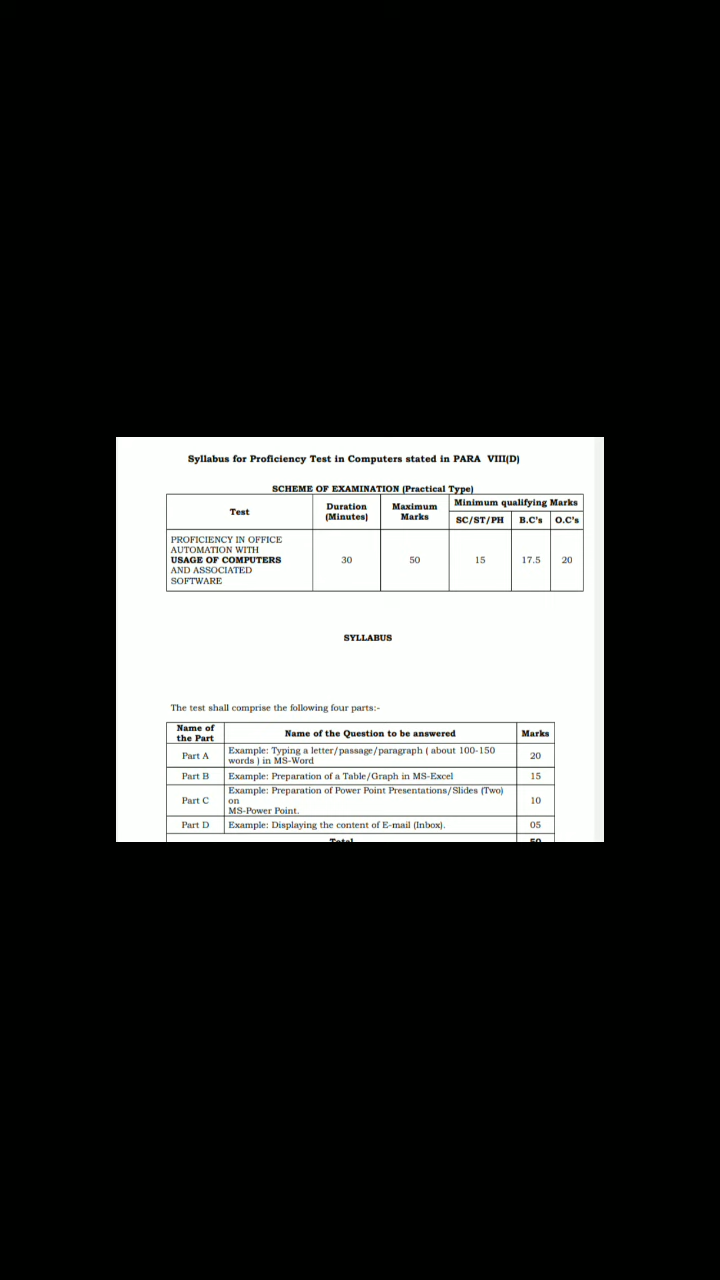 Syllabus for Proficiency Test in Computers stated in PARA VIII(D)
SCHEME OF EXAMINATION (Practical Type)
Test
Duration
(Minutes)
Maximum
Marks
Minimum qualifying Marks
SC/ST/PH
B.C's
O.C's
PROFICIENCY IN OFFICE
AUTOMATION WITH
USAGE OF COMPUTERS
AND ASSOCIATED
SOFTWARE
30
50
15
17.5
20
SYLLABUS
The test shall comprise the following four parts:-
Name of
the Part
Name of the Question to be answered
Marks
Part A
Example: Typing a letter/passage/paragraph ( about 100-150
words ) in MS-Word
20
Part B
Example: Preparation of a Table/Graph in MS-Excel
15
Part C
Example: Preparation of Power Point Presentations/Slides (Two)
on
MS-Power Point.
10
Part D
Example: Displaying the content of E-mail (Inbox).
05
Total
50